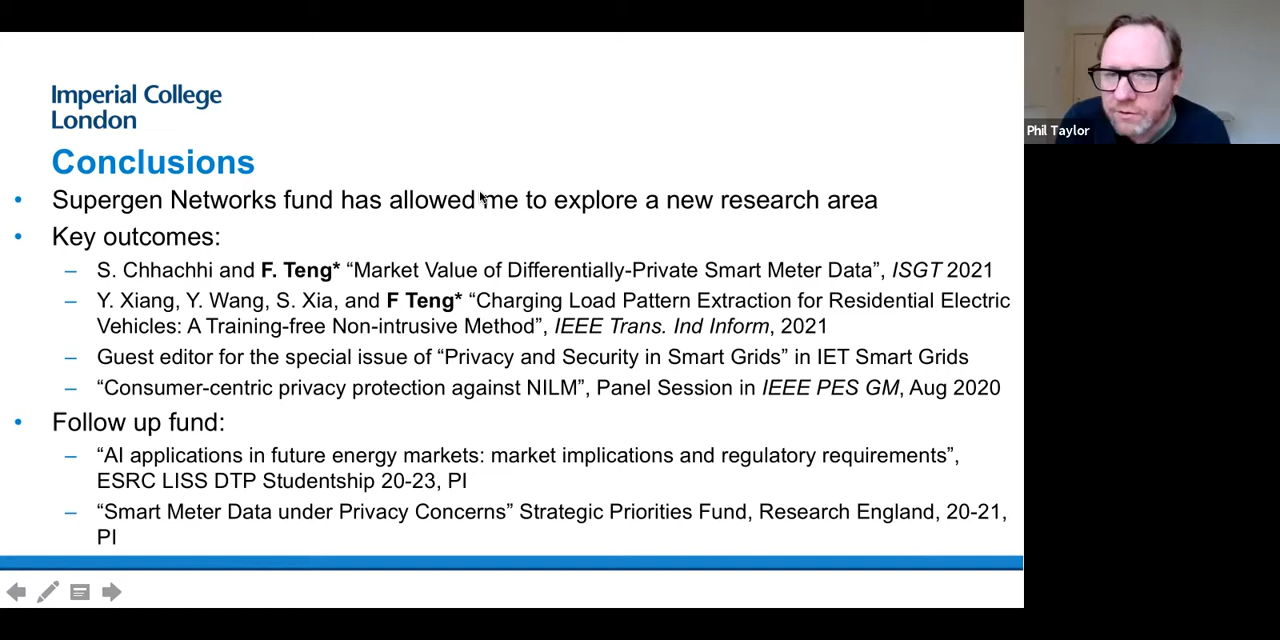 Imperial College
London
Conclusions
• Supergen Networks fund has allowed me to explore a new research area
• Key outcomes:
– S. Chhachhi and F. Teng* “Market Value of Differentially-Private Smart Meter Data”, ISGT 2021
– Y. Xiang, Y. Wang, S. Xia, and F Teng* “Charging Load Pattern Extraction for Residential Electric
Vehicles: A Training-free Non-intrusive Method”, IEEE Trans. Ind Inform, 2021
– Guest editor for the special issue of “Privacy and Security in Smart Grids” in IET Smart Grids
– “Consumer-centric privacy protection against NILM”, Panel Session in IEEE PES GM, Aug 2020
• Follow up fund:
– “AI applications in future energy markets: market implications and regulatory requirements”,
ESRC LISS DTP Studentship 20-23, PI
– “Smart Meter Data under Privacy Concerns” Strategic Priorities Fund, Research England, 20-21,
PI
Phil Taylor